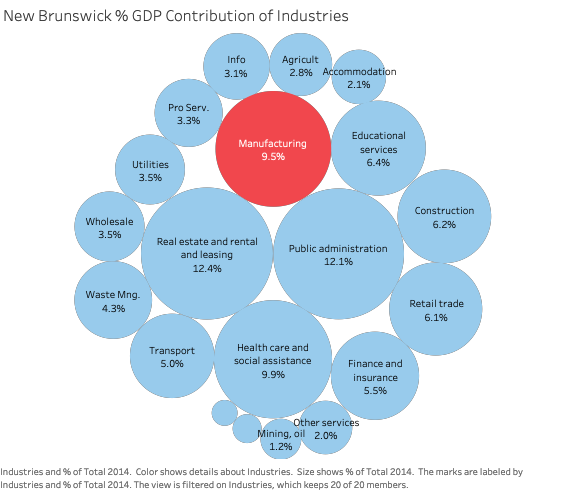 New Brunswick % GDP Contribution of Industries
Info
3.1%
Agricult
2.8%
Accommodation
2.1%
Pro Serv.
3.3%
Manufacturing
9.5%
Educational
services
6.4%
Utilities
3.5%
Wholesale
3.5%
Real estate and rental
and leasing
12.4%
Public administration
12.1%
Construction
6.2%
Waste Mng.
4.3%
Retail trade
6.1%
Transport
5.0%
Health care and
social assistance
9.9%
Finance and
insurance
5.5%
Mining, oil
1.2%
Other services
2.0%
Industries and % of Total 2014.  Color shows details about Industries.  Size shows % of Total 2014.  The marks are labeled by
Industries and % of Total 2014. The view is filtered on Industries, which keeps 20 of 20 members.